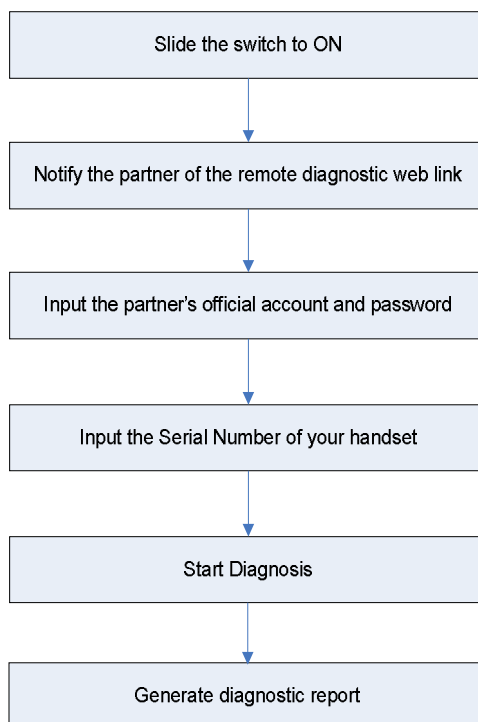 Slide the switch to ON
Notify the partner of the remote diagnostic web link
Input the partner’s official account and password
Input the Serial Number of your handset
Start Diagnosis
Generate diagnostic report